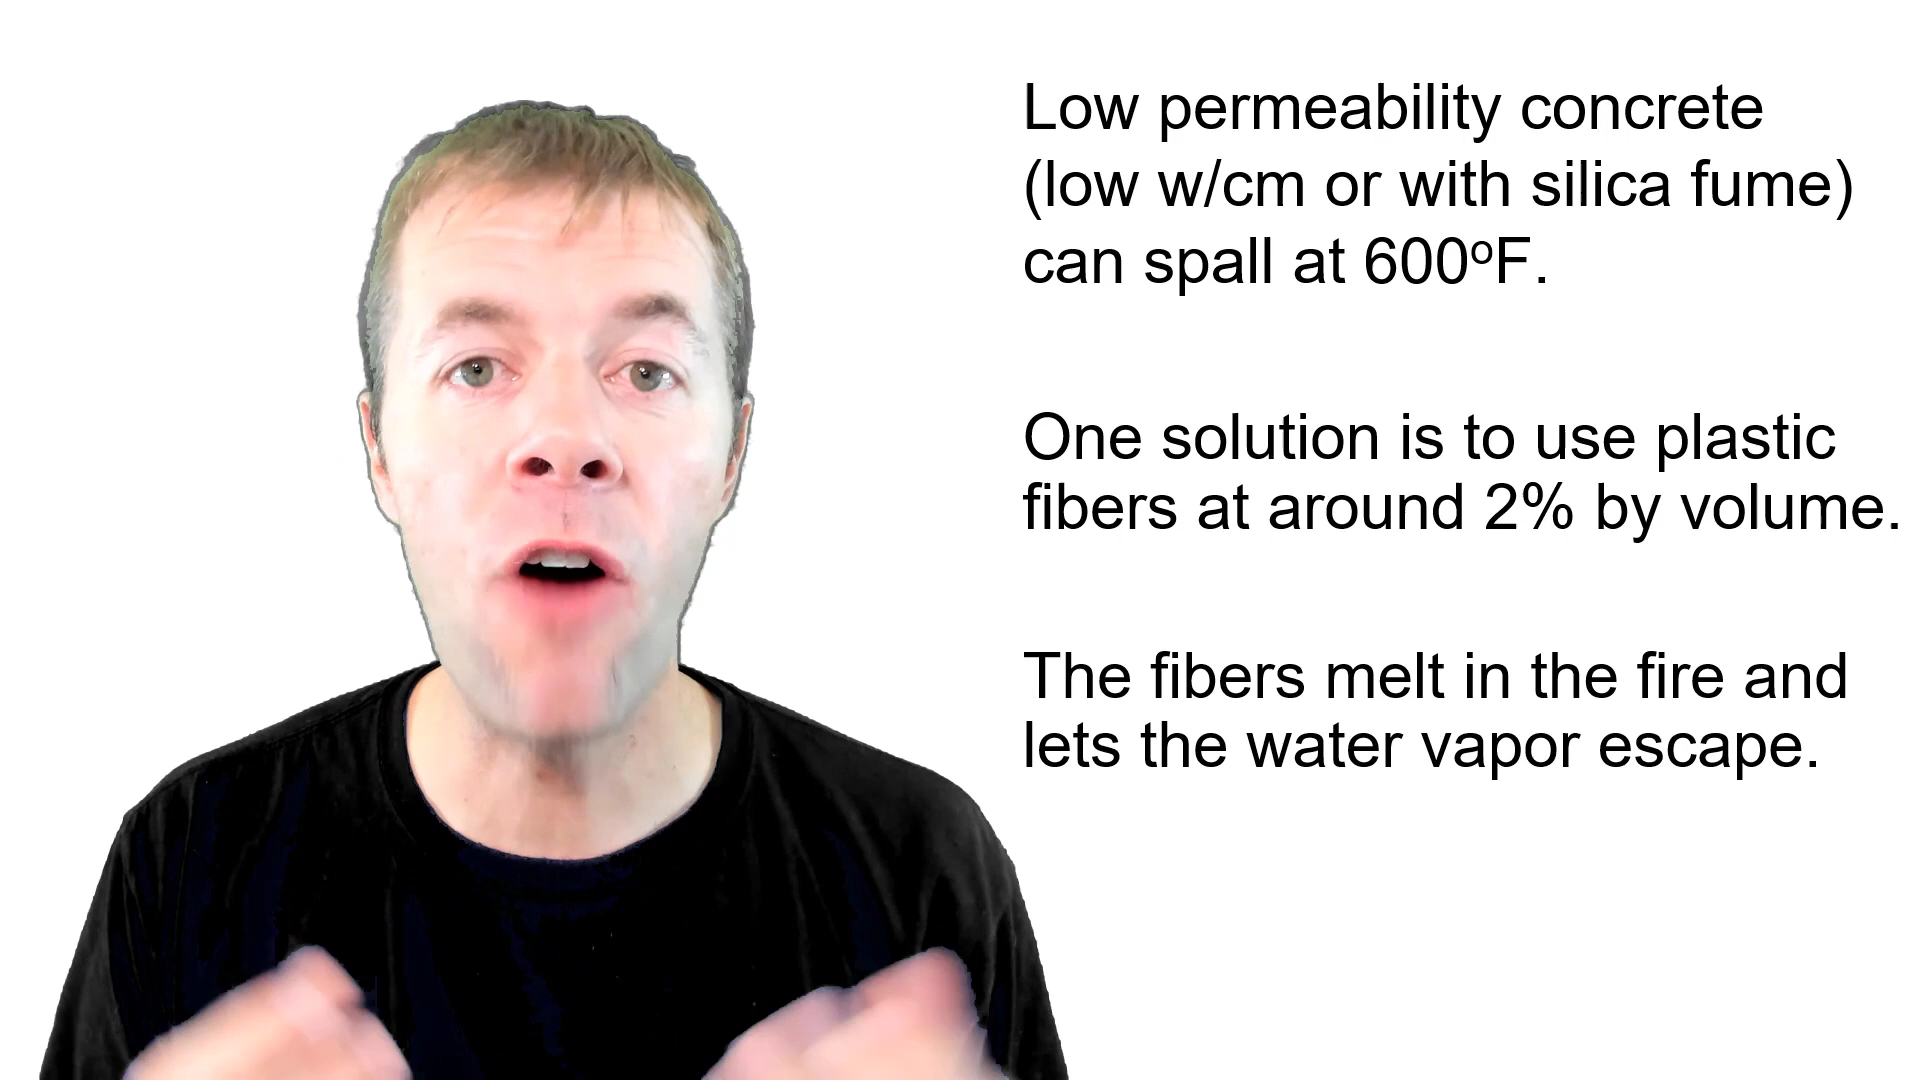 Low permeability concrete
(low w/cm or with silica fume)
can spall at 600ºF.
One solution is to use plastic
fibers at around 2% by volume.
The fibers melt in the fire and
lets the water vapor escape.